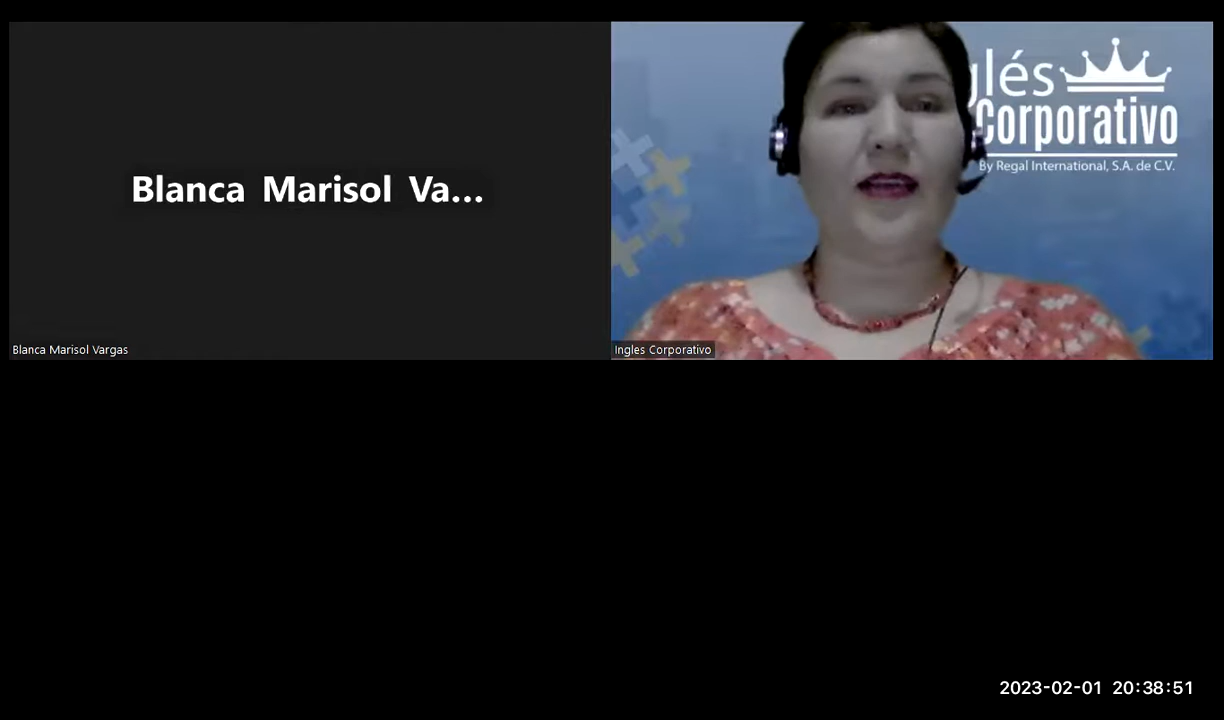 Blanca Marisol Va...
Blanca Marisol Vargas
glés
Corporativo
By Regal International, S.A. de C.V.
Ingles Corporativo
2023-02-01 20:38:51